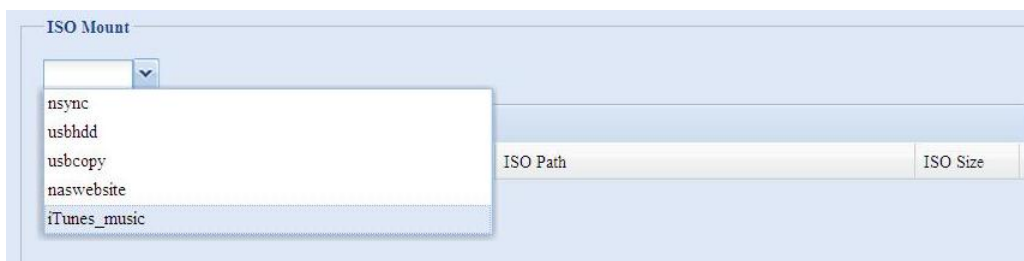 ISO Mount
nsync
usbhdd
usbcopy
naswebsite
iTunes_music
ISO Path
ISO Size